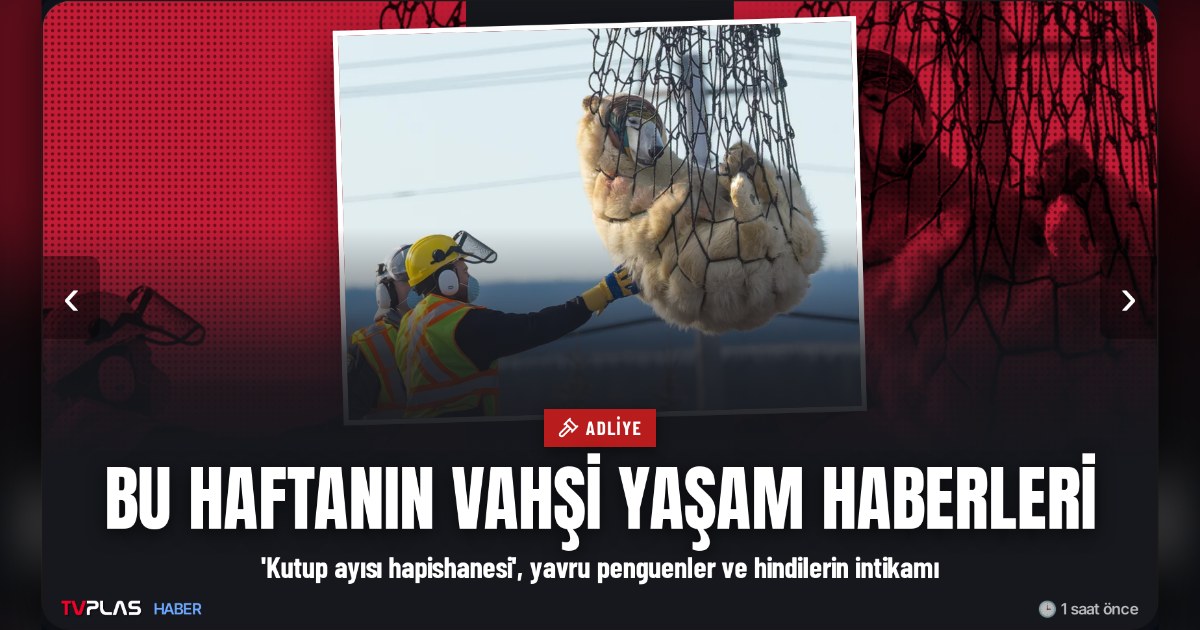 ADLİYE
BU HAFTANIN VAHŞİ YAŞAM HABERLERİ
'Kutup ayısı hapishanesi', yavru penguenler ve hindilerin intikamı
TVPLAS HABER
1 saat önce